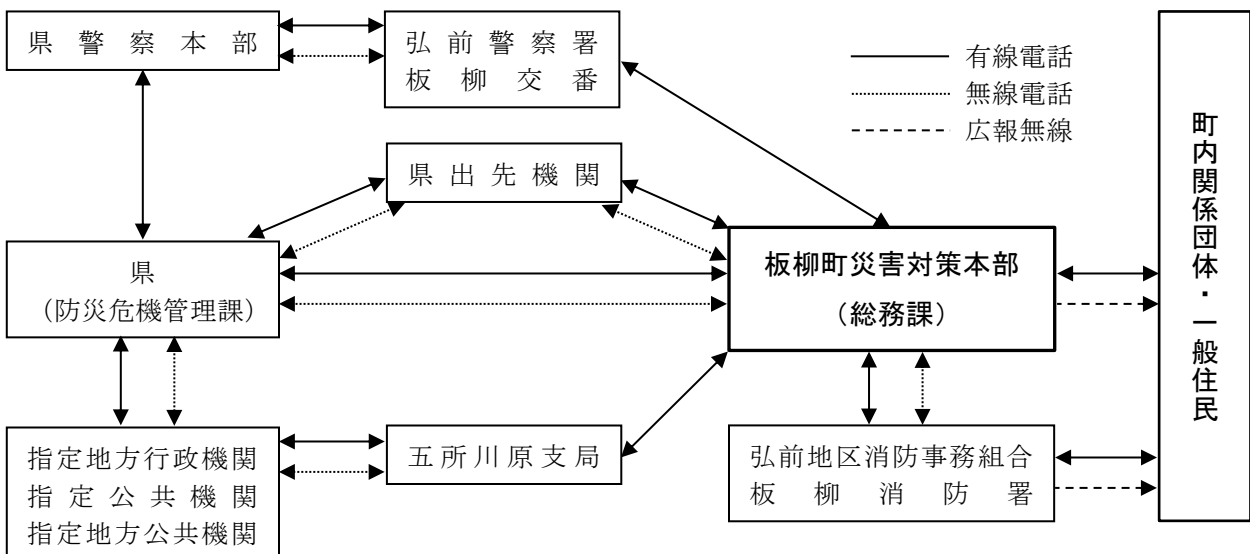 県警察本部
弘前警察署
板柳交番
有線電話
無線電話
広報無線
県出先機関
県
（防災危機管理課）
板柳町災害対策本部
（総務課）
町内関係団体・一般住民
指定地方行政機関
指定公共機関
指定地方公共機関
五所川原支局
弘前地区消防事務組合
板柳消防署